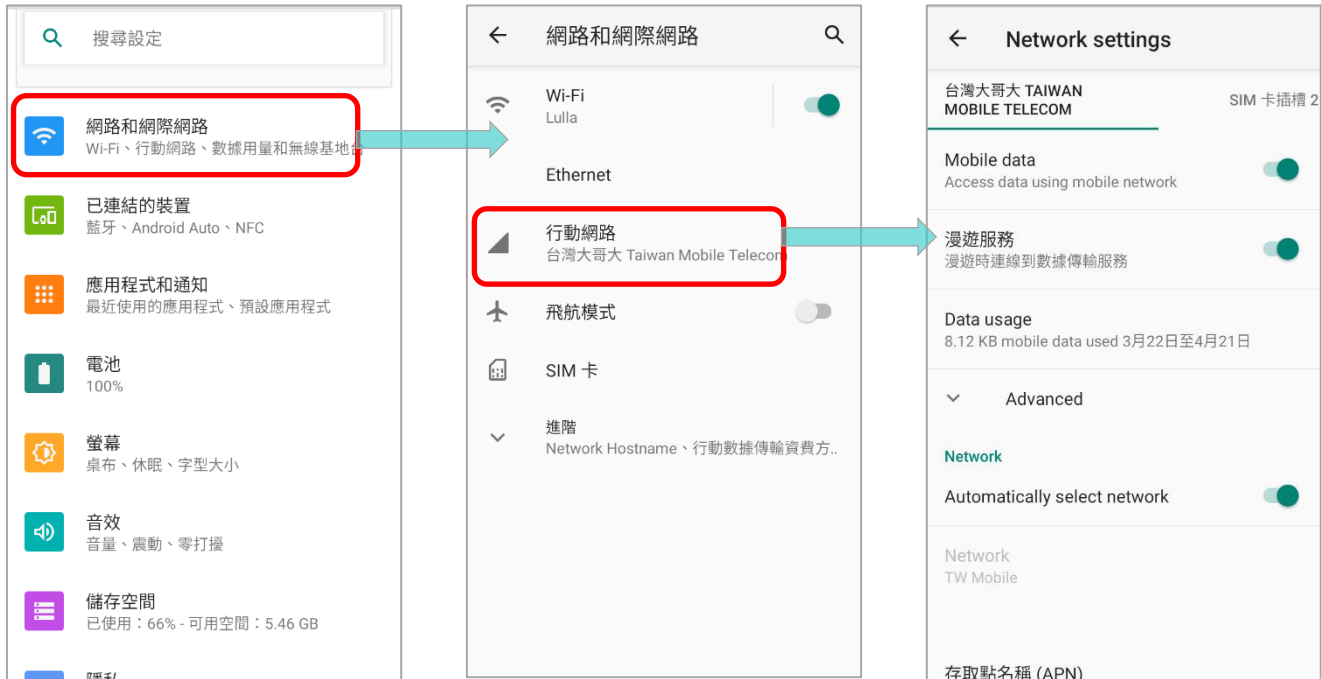 搜尋設定
網路和網際網路
Wi-Fi、行動網路、數據用量和無線基地台
已連結的裝置
藍牙、Android Auto、NFC
應用程式和通知
最近使用的應用程式、預設應用程式
電池
100%
螢幕
桌布、休眠、字型大小
音效
音量、震動、零打擾
儲存空間
已使用：66% - 可用空間：5.46 GB
隱私
網路和網際網路
Wi-Fi
Lulla
Ethernet
行動網路
台灣大哥大 Taiwan Mobile Telecom
飛航模式
SIM 卡
進階
Network Hostname、行動數據傳輸資費方..
Network settings
台灣大哥大 TAIWAN
MOBILE TELECOM
SIM 卡插槽 2
Mobile data
Access data using mobile network
漫遊服務
漫遊時連線到數據傳輸服務
Data usage
8.12 KB mobile data used 3月22日至4月21日
Advanced
Network
Automatically select network
Network
TW Mobile
存取點名稱 (APN)